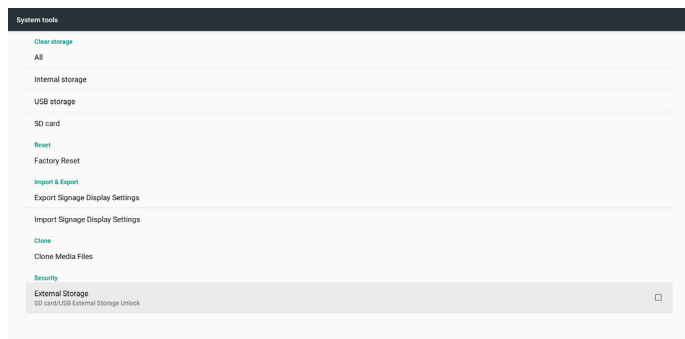 System tools
Clear storage
All
Internal storage
USB storage
SD card
Reset
Factory Reset
Import & Export
Export Signage Display Settings
Import Signage Display Settings
Clone
Clone Media Files
Security
External Storage
SD card/USB External Storage Unlock